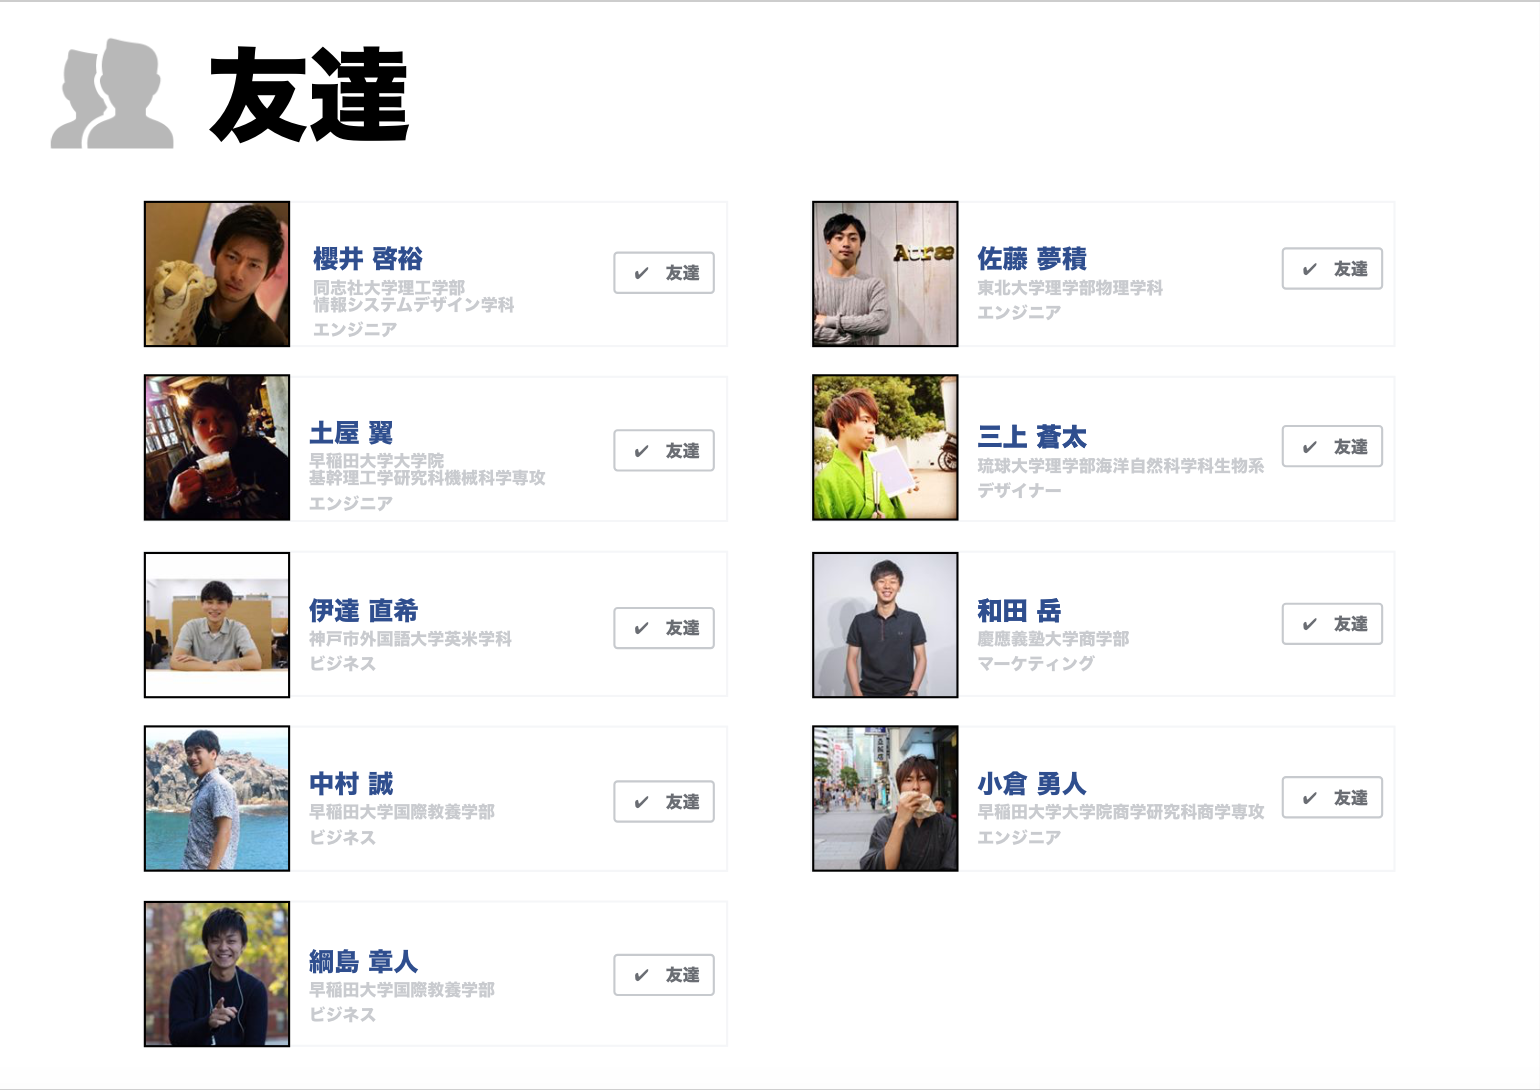 友達
櫻井 啓裕
同志社大学理工学部
情報システムデザイン学科
エンジニア
✔ 友達
佐藤 夢積
東北大学理学部物理学科
エンジニア
✔ 友達
土屋 翼
早稲田大学大学院
基幹理工学研究科機械科学専攻
エンジニア
✔ 友達
三上 蒼太
琉球大学理学部海洋自然科学科生物系
デザイナー
✔ 友達
伊達 直希
神戸市外国語大学英米学科
ビジネス
✔ 友達
和田 岳
慶應義塾大学商学部
マーケティング
✔ 友達
中村 誠
早稲田大学国際教養学部
ビジネス
✔ 友達
小倉 勇人
早稲田大学大学院商学研究科商学専攻
エンジニア
✔ 友達
綱島 章人
早稲田大学国際教養学部
ビジネス
✔ 友達